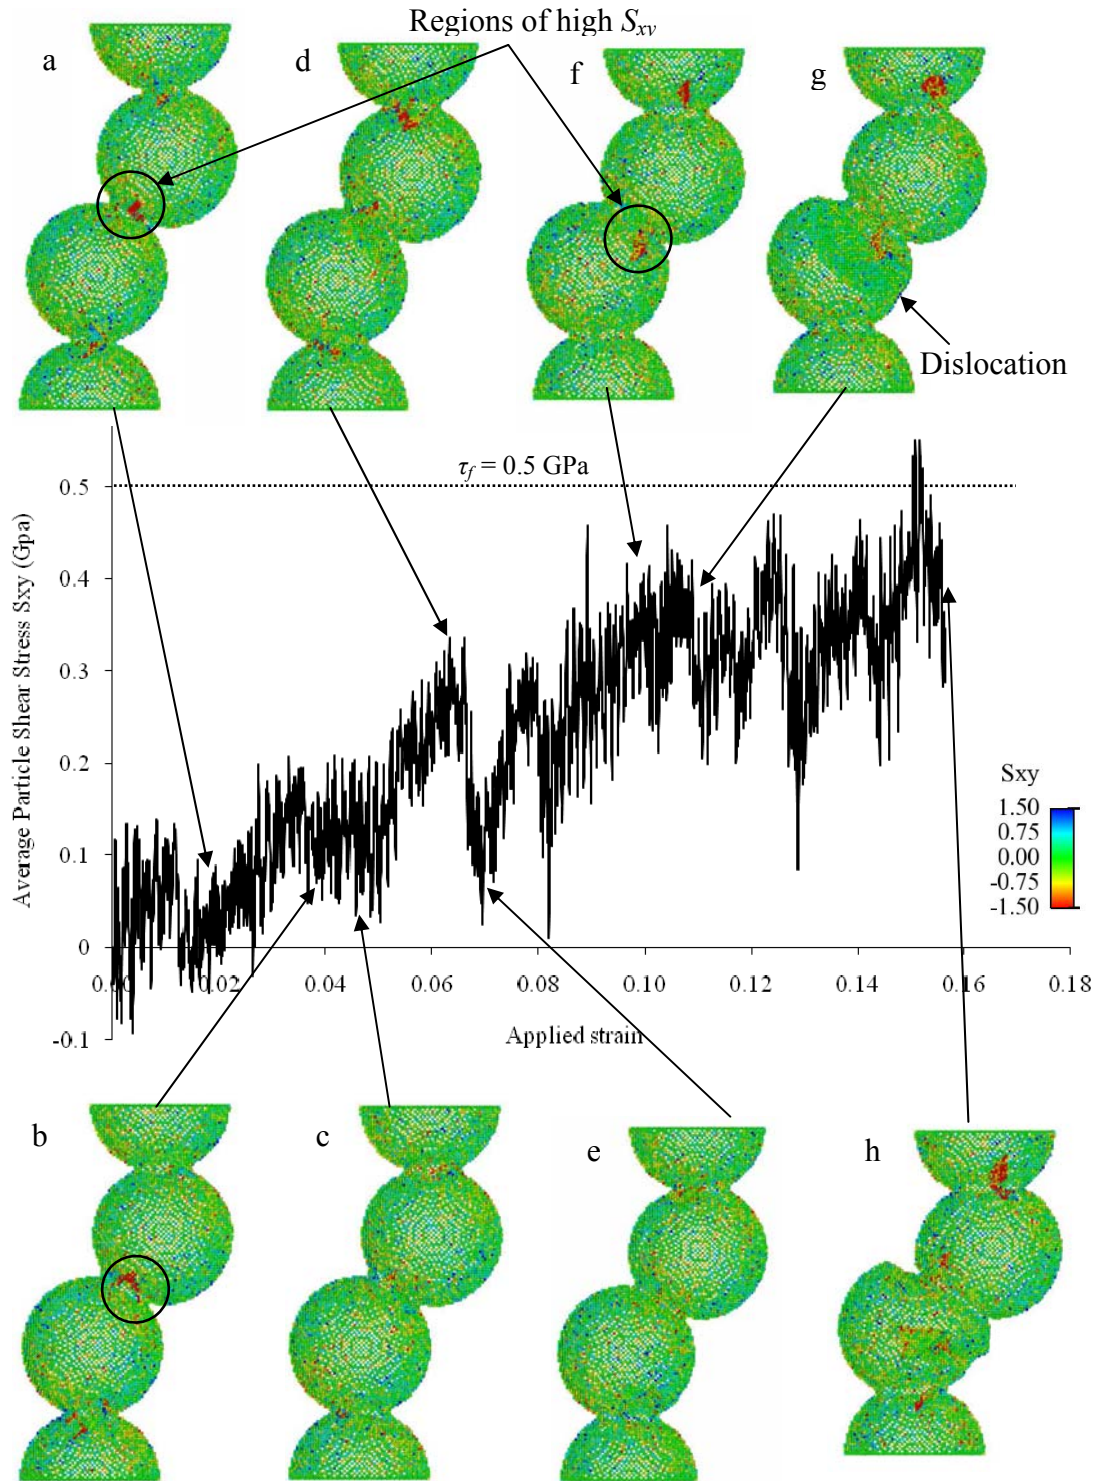 Regions of high Sxy
a
d
f
g
Dislocation
τf = 0.5 GPa
Average Particle Shear Stress Sxy (Gpa)
0.5
0.4
0.3
0.2
0.1
0
-0.1
0.00
0.02
0.04
0.06
0.08
0.10
0.12
0.14
0.16
0.18
Applied strain
Sxy
1.50
0.75
0.00
-0.75
-1.50
b
c
e
h